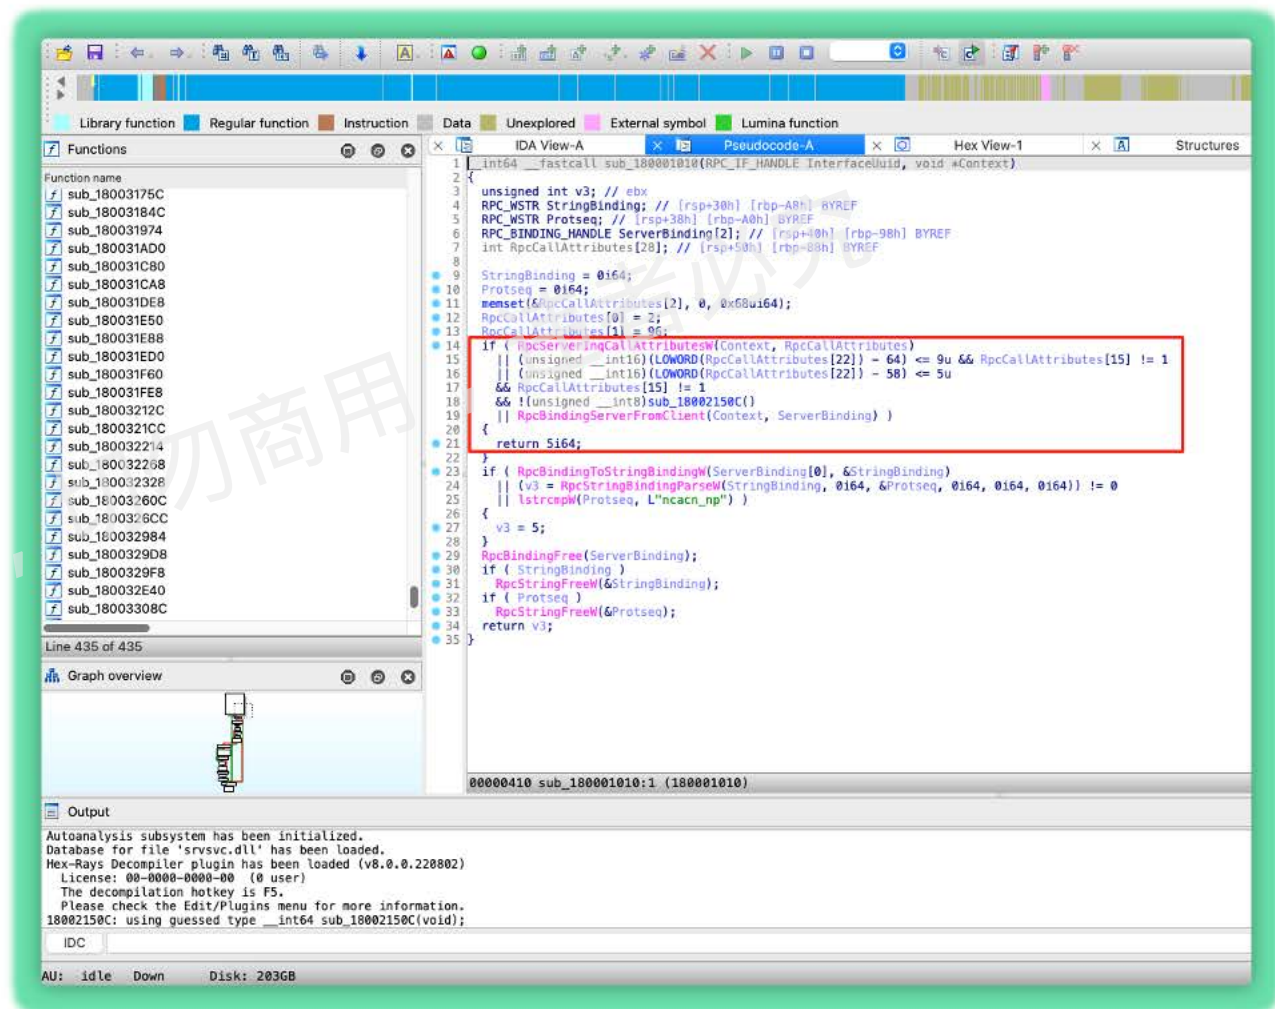 Library function
Regular function
Instruction
Data
Unexplored
External symbol
Lumina function
Functions
IDA View-A
Pseudocode-A
Hex View-1
Structures
Function name
sub_18003175C
sub_18003184C
sub_180031974
sub_180031AD0
sub_180031C80
sub_180031CA8
sub_180031DE8
sub_180031E50
sub_180031E88
sub_180031ED0
sub_180031F60
sub_180031FE8
sub_18003212C
sub_1800321CC
sub_180032214
sub_180032268
sub_180032328
sub_18003260C
sub_1800326CC
sub_180032984
sub_1800329D8
sub_1800329F8
sub_180032E40
sub_18003308C
Line 435 of 435
Graph overview
1 __int64 __fastcall sub_180001010(RPC_IF_HANDLE InterfaceUuid, void *Context)
2 {
3 unsigned int v3; // ebx
4 RPC_WSTR StringBinding; // [rsp+30h] [rbp-A8h] BYREF
5 RPC_WSTR Protseq; // [rsp+38h] [rbp-A0h] BYREF
6 RPC_BINDING_HANDLE ServerBinding[2]; // [rsp+40h] [rbp-98h] BYREF
7 int RpcCallAttributes[28]; // [rsp+50h] [rbp-88h] BYREF
8
9 StringBinding = 0i64;
10 Protseq = 0i64;
11 memset(&RpcCallAttributes[2], 0, 0x68ui64);
12 RpcCallAttributes[0] = 2;
13 RpcCallAttributes[1] = 96;
14 if ( RpcServerInqCallAttributesW(Context, RpcCallAttributes)
15 || (unsigned __int16)(LOWORD(RpcCallAttributes[22]) - 64) <= 9u && RpcCallAttributes[15] != 1
16 || (unsigned __int16)(LOWORD(RpcCallAttributes[22]) - 58) <= 5u
17 && RpcCallAttributes[15] != 1
18 && !(unsigned __int8)sub_18002150C()
19 || RpcBindingServerFromClient(Context, ServerBinding) )
20 {
21 return 5i64;
22 }
23 if ( RpcBindingToStringBindingW(ServerBinding[0], &StringBinding)
24 || (v3 = RpcStringBindingParseW(StringBinding, 0i64, &Protseq, 0i64, 0i64, 0i64)) != 0
25 || lstrcmpW(Protseq, L"ncacn_np") )
26 {
27 v3 = 5;
28 }
29 RpcBindingFree(ServerBinding);
30 if ( StringBinding )
31 RpcStringFreeW(&StringBinding);
32 if ( Protseq )
33 RpcStringFreeW(&Protseq);
34 return v3;
35 }
00000410 sub_180001010:1 (180001010)
Output
Autoanalysis subsystem has been initialized.
Database for file 'srvsvc.dll' has been loaded.
Hex-Rays Decompiler plugin has been loaded (v8.0.0.220802)
License: 00-0000-0000-00 (0 user)
The decompilation hotkey is F5.
Please check the Edit/Plugins menu for more information.
18002150C: using guessed type __int64 sub_18002150C(void);
IDC
AU: idle Down Disk: 203GB
勿商用
者必究